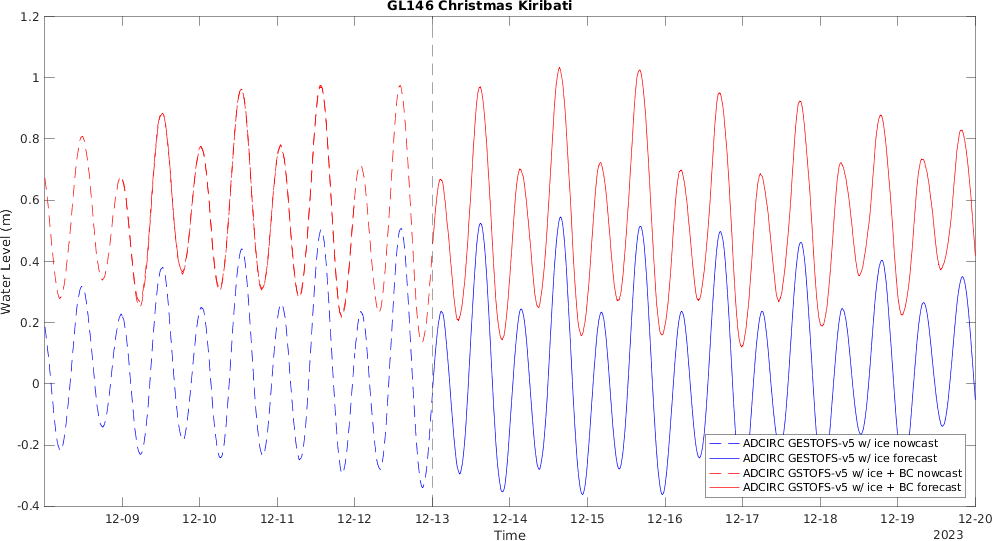 GL146 Christmas Kiribati
1.2
1
0.8
0.6
0.4
0.2
0
-0.2
-0.4
Water Level (m)
ADCIRC GESTOFS-v5 w/ ice nowcast
ADCIRC GESTOFS-v5 w/ ice forecast
ADCIRC GSTOFS-v5 w/ ice + BC nowcast
ADCIRC GSTOFS-v5 w/ ice + BC forecast
12-09 12-10 12-11 12-12 12-13 12-14 12-15 12-16 12-17 12-18 12-19 12-20
Time
2023